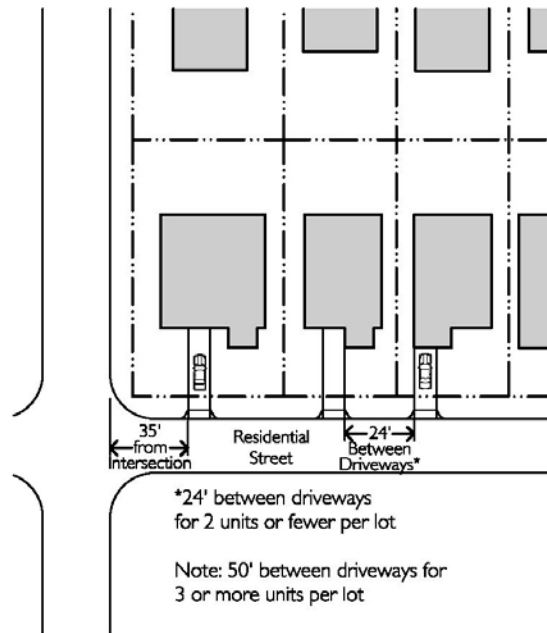 35'
from
Intersection
Residential
Street
24'
Between
Driveways*
*24' between driveways
for 2 units or fewer per lot
Note: 50' between driveways for
3 or more units per lot